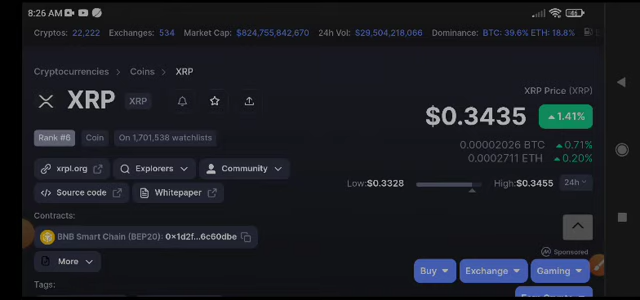 8:26 AM
Cryptos: 22,222 Exchanges: 534 Market Cap: $824,755,842,670 24h Vol: $29,504,218,066 Dominance: BTC: 39.6% ETH: 18.8%
Cryptocurrencies > Coins > XRP
XRP Price (XRP)
XRP XRP
$0.3435 1.41%
Rank #6 Coin On 1,701,538 watchlists
0.00002026 BTC 0.71%
0.0002711 ETH 0.20%
xrpl.org Explorers Community
Low:$0.3328 High:$0.3455 24h
Source code Whitepaper
Contracts:
BNB Smart Chain (BEP20): 0x1d2f...6c60dbe
Sponsored
More
Buy Exchange Gaming
Tags: